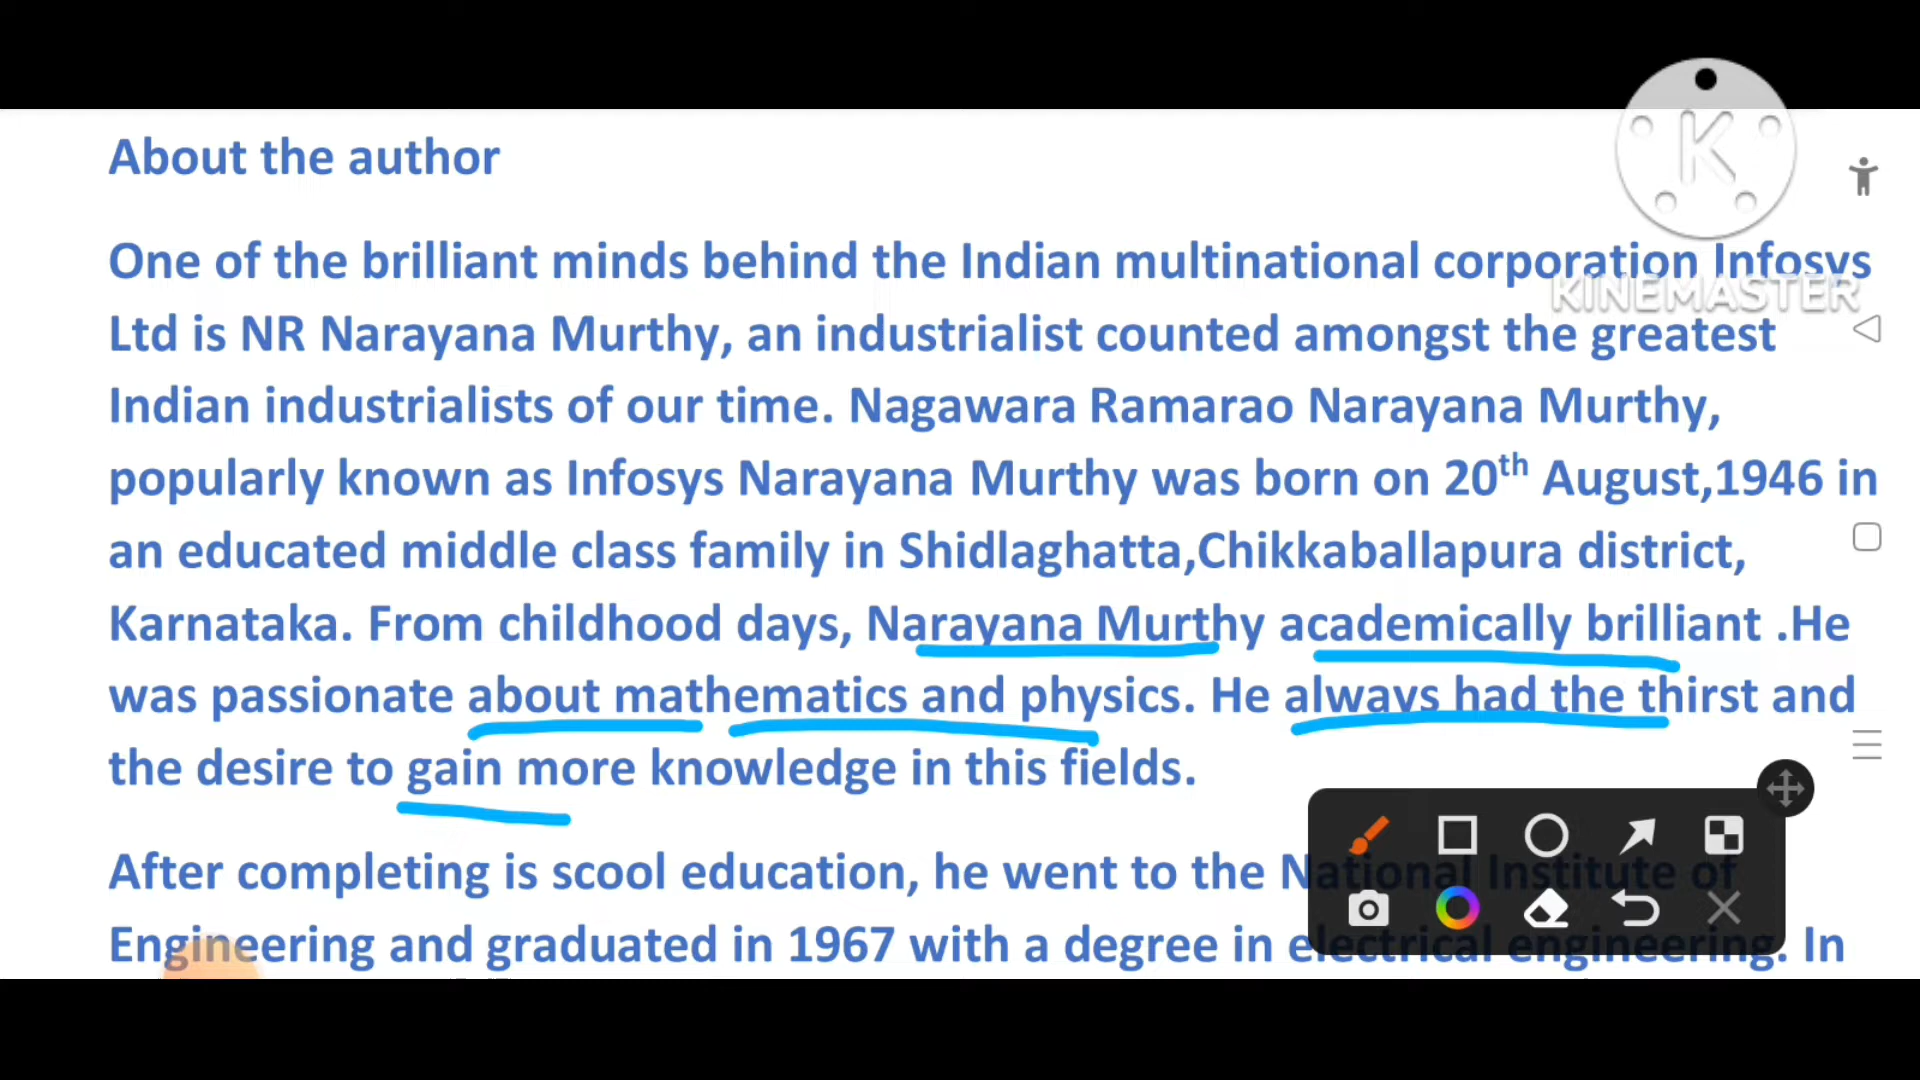 About the author
One of the brilliant minds behind the Indian multinational corporation Infosys
KINEMASTER
Ltd is NR Narayana Murthy, an industrialist counted amongst the greatest
Indian industrialists of our time. Nagawara Ramarao Narayana Murthy,
popularly known as Infosys Narayana Murthy was born on 20th August,1946 in
an educated middle class family in Shidlaghatta,Chikkaballapura district,
Karnataka. From childhood days, Narayana Murthy academically brilliant .He
was passionate about mathematics and physics. He always had the thirst and
the desire to gain more knowledge in this fields.
After completing is scool education, he went to the National Institute of
Engineering and graduated in 1967 with a degree in electrical engineering. In